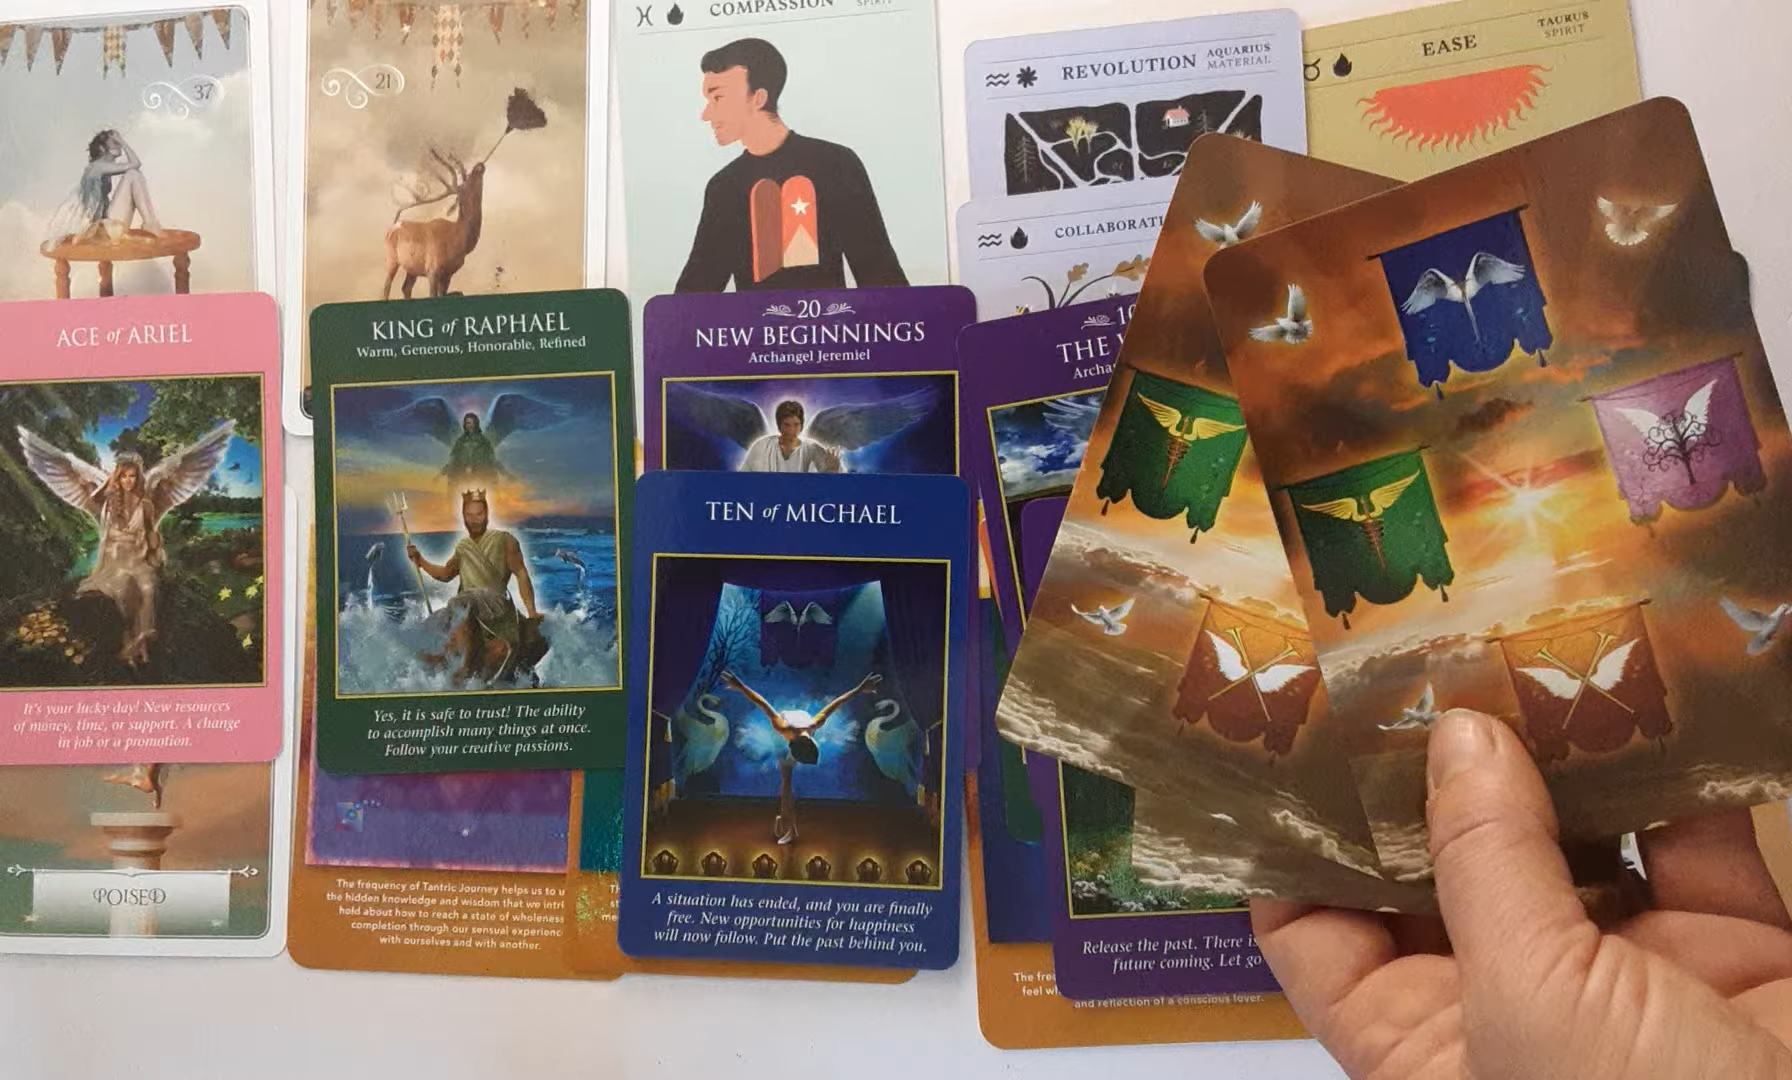 37
21
COMPASSION
REVOLUTION
AQUARIUS
MATERIAL
EASE
TAURUS
SPIRIT
COLLABORATI
ACE of ARIEL
It's your lucky day! New resources
of money, time, or support. A change
in job or a promotion.
POISED
KING of RAPHAEL
Warm, Generous, Honorable, Refined
Yes, it is safe to trust! The ability
to accomplish many things at once.
Follow your creative passions.
The frequency of Tantric Journey helps us to u
the hidden knowledge and wisdom that we intri
hold about how to reach a state of wholeness
completion through our sensual experienc
with ourselves and with another.
20
NEW BEGINNINGS
Archangel Jeremiel
TEN of MICHAEL
A situation has ended, and you are finally
free. New opportunities for happiness
will now follow. Put the past behind you.
THE
Archa
Release the past. There is
future coming. Let go
The fre
feel
and reflection of a conscious lover.